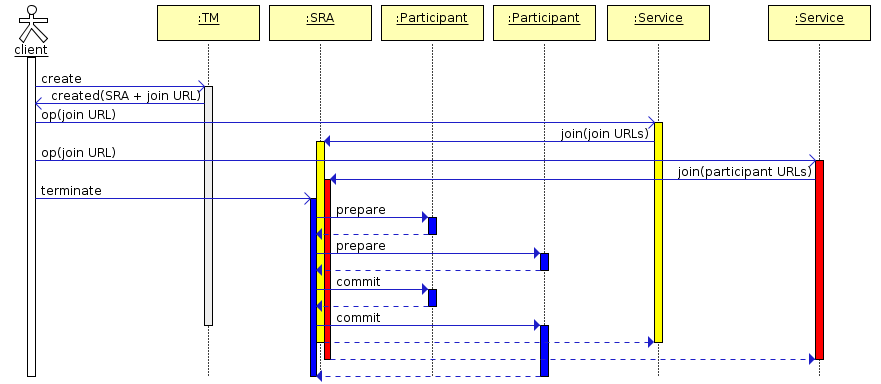 :TM
:SRA
:Participant
:Participant
:Service
:Service
client
create
created(SRA + join URL)
op(join URL)
join(join URLs)
op(join URL)
join(participant URLs)
terminate
prepare
prepare
commit
commit